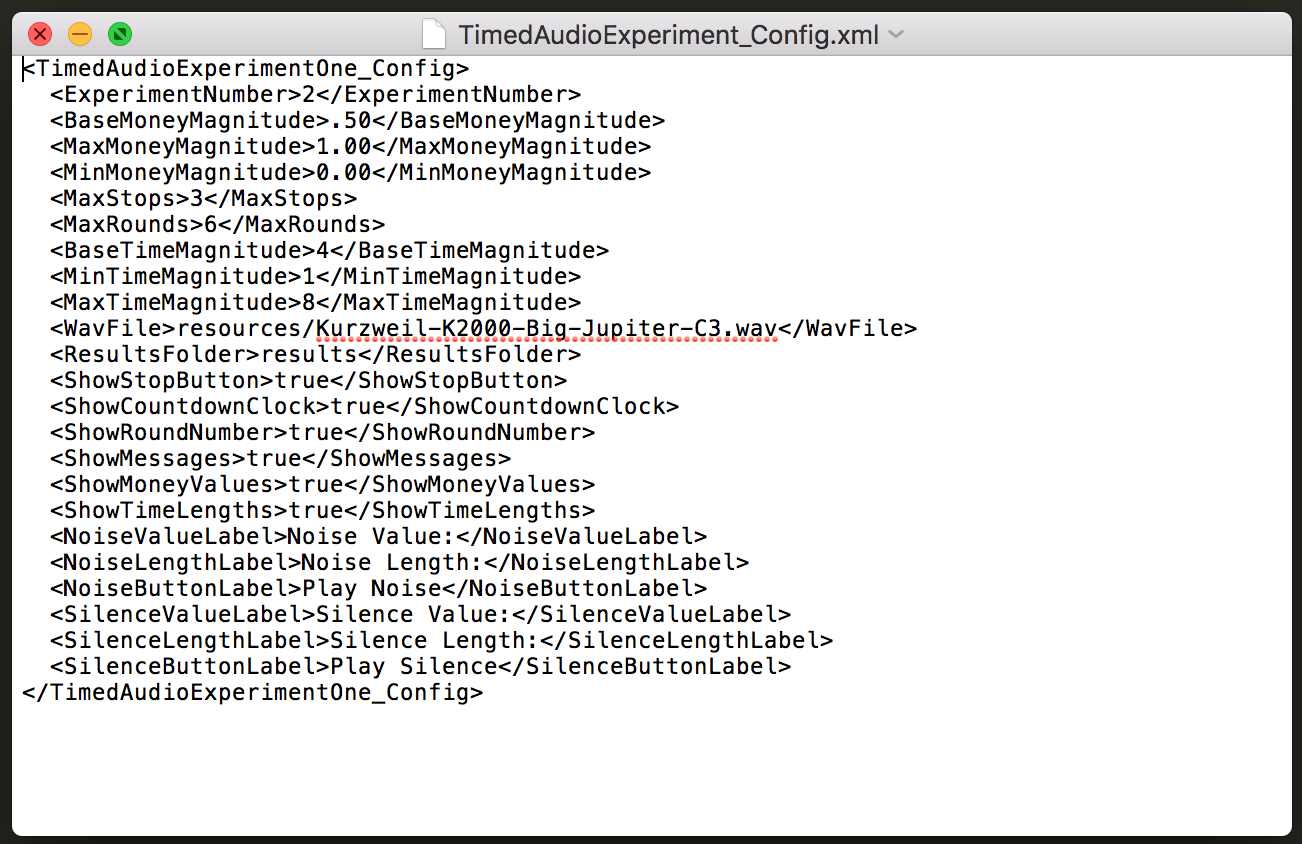 TimedAudioExperiment_Config.xml
<TimedAudioExperimentOne_Config>
  <ExperimentNumber>2</ExperimentNumber>
  <BaseMoneyMagnitude>.50</BaseMoneyMagnitude>
  <MaxMoneyMagnitude>1.00</MaxMoneyMagnitude>
  <MinMoneyMagnitude>0.00</MinMoneyMagnitude>
  <MaxStops>3</MaxStops>
  <MaxRounds>6</MaxRounds>
  <BaseTimeMagnitude>4</BaseTimeMagnitude>
  <MinTimeMagnitude>1</MinTimeMagnitude>
  <MaxTimeMagnitude>8</MaxTimeMagnitude>
  <WavFile>resources/Kurzweil-K2000-Big-Jupiter-C3.wav</WavFile>
  <ResultsFolder>results</ResultsFolder>
  <ShowStopButton>true</ShowStopButton>
  <ShowCountdownClock>true</ShowCountdownClock>
  <ShowRoundNumber>true</ShowRoundNumber>
  <ShowMessages>true</ShowMessages>
  <ShowMoneyValues>true</ShowMoneyValues>
  <ShowTimeLengths>true</ShowTimeLengths>
  <NoiseValueLabel>Noise Value:</NoiseValueLabel>
  <NoiseLengthLabel>Noise Length:</NoiseLengthLabel>
  <NoiseButtonLabel>Play Noise</NoiseButtonLabel>
  <SilenceValueLabel>Silence Value:</SilenceValueLabel>
  <SilenceLengthLabel>Silence Length:</SilenceLengthLabel>
  <SilenceButtonLabel>Play Silence</SilenceButtonLabel>
</TimedAudioExperimentOne_Config>